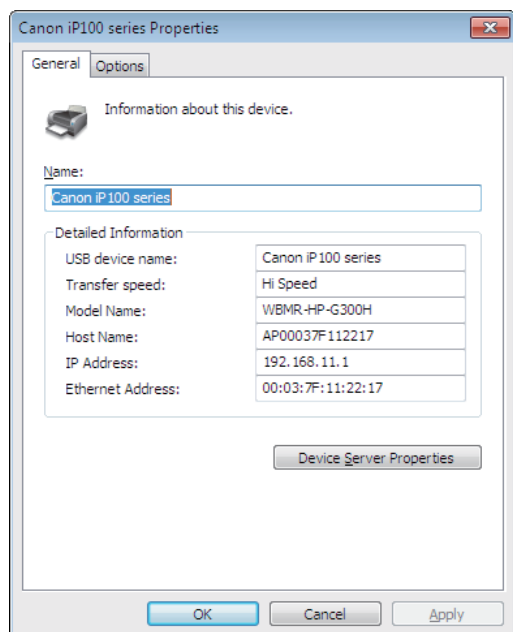 Canon iP100 series Properties
General Options
Information about this device.
Name:
Canon iP100 series
Detailed Information
USB device name: Canon iP100 series
Transfer speed: Hi Speed
Model Name: WBMR-HP-G300H
Host Name: AP00037F112217
IP Address: 192.168.11.1
Ethernet Address: 00:03:7F:11:22:17
Device Server Properties
OK Cancel Apply